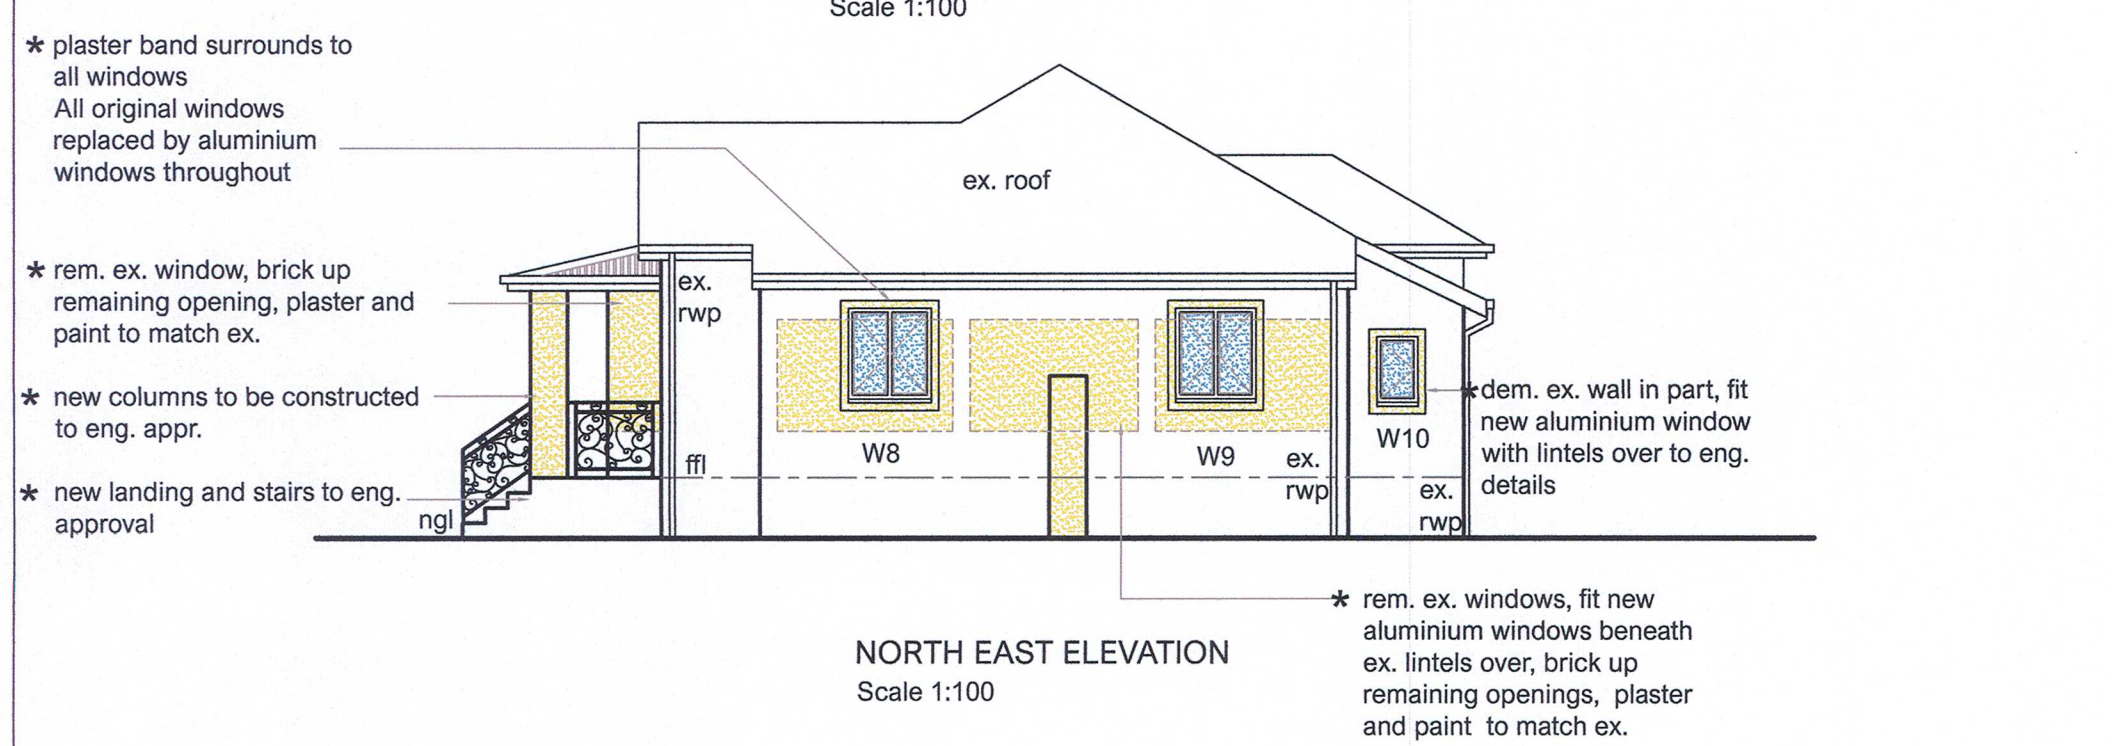 Scale 1:100
* plaster band surrounds to
all windows
All original windows
replaced by aluminium
windows throughout
ex. roof
* rem. ex. window, brick up
remaining opening, plaster and
paint to match ex.
ex.
rwp
* new columns to be constructed
to eng. appr.
* new landing and stairs to eng.
approval
ngl
ffl
W8
W9
ex.
rwp
W10
ex.
rwp
* dem. ex. wall in part, fit
new aluminium window
with lintels over to eng.
details
* rem. ex. windows, fit new
aluminium windows beneath
ex. lintels over, brick up
remaining openings, plaster
and paint to match ex.
NORTH EAST ELEVATION
Scale 1:100